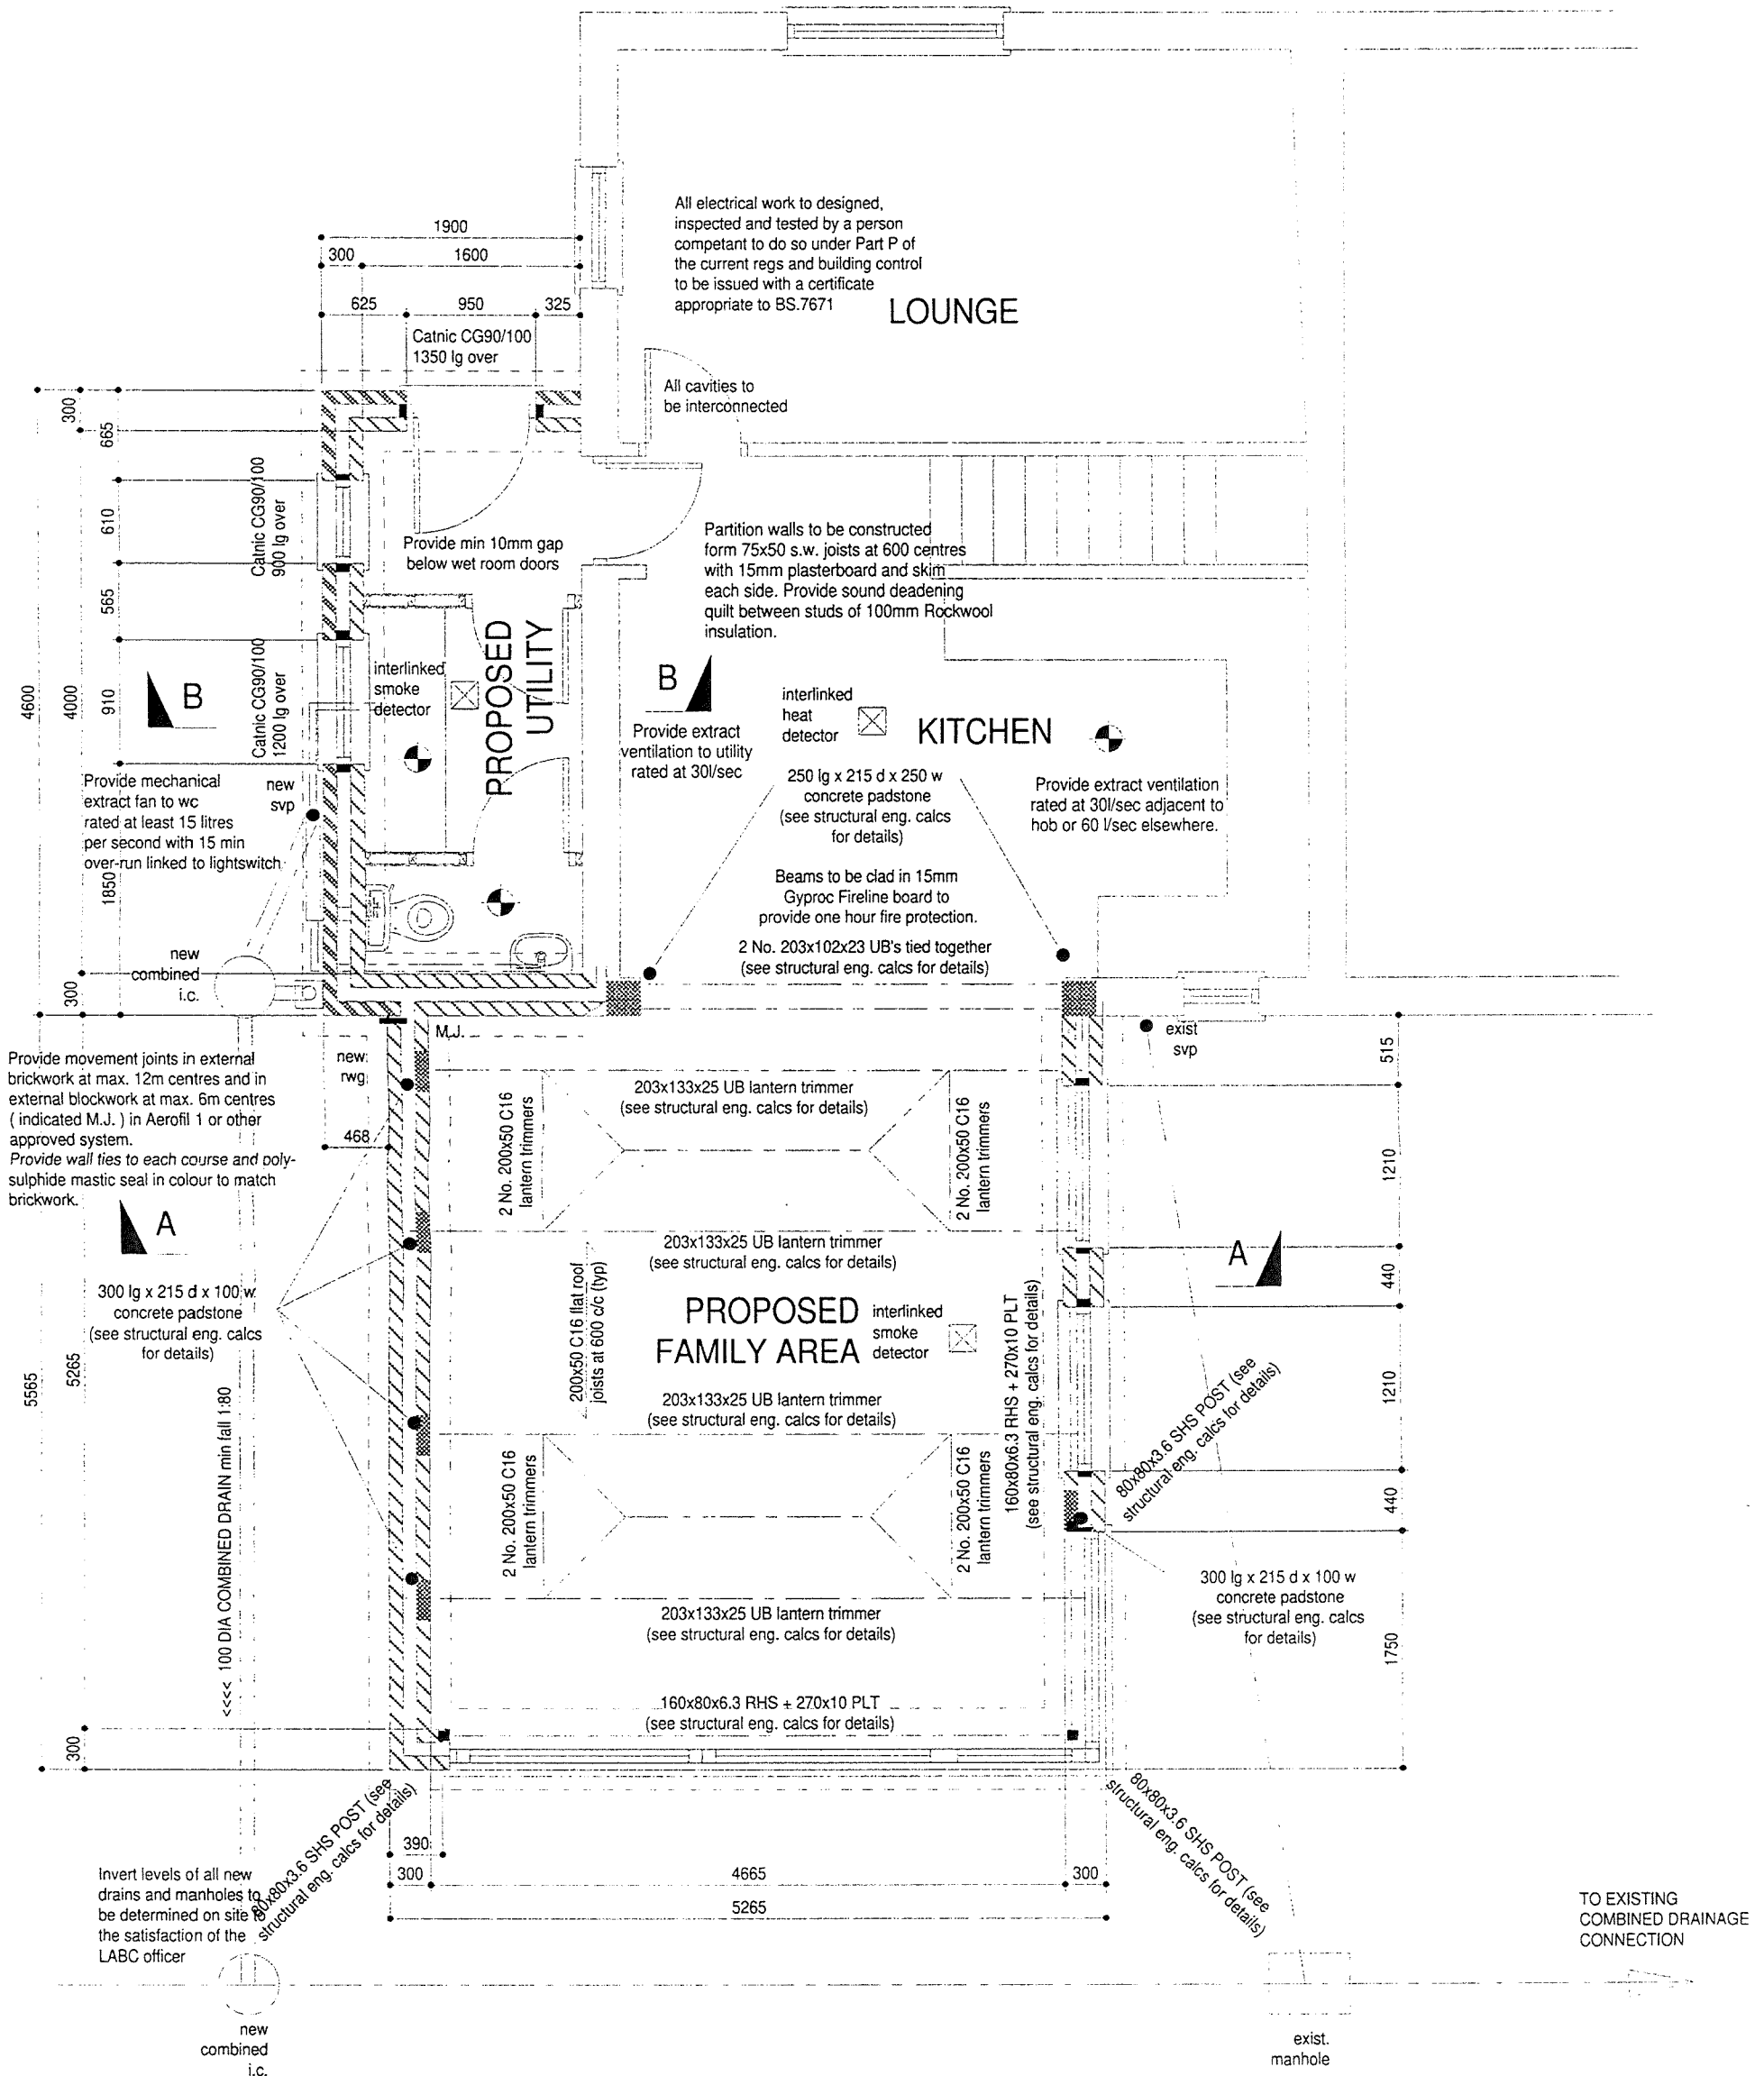 All electrical work to designed,
inspected and tested by a person
competant to do so under Part P of
the current regs and building control
to be issued with a certificate
appropriate to BS.7671
LOUNGE
1900
300
1600
625
950
325
Catnic CG90/100
1350 lg over
All cavities to
be interconnected
300
665
610
565
910
1850
4600
4000
300
Catnic CG90/100
900 lg over
Catnic CG90/100
1200 lg over
Provide min 10mm gap
below wet room doors
Partition walls to be constructed
form 75x50 s.w. joists at 600 centres
with 15mm plasterboard and skim
each side. Provide sound deadening
quilt between studs of 100mm Rockwool
insulation.
B
interlinked
smoke
detector
PROPOSED
UTILITY
B
Provide extract
ventilation to utility
rated at 30l/sec
interlinked
heat
detector
KITCHEN
Provide mechanical
extract fan to wc
rated at least 15 litres
per second with 15 min
over-run linked to lightswitch
new
svp
250 lg x 215 d x 250 w
concrete padstone
(see structural eng. calcs
for details)
Provide extract ventilation
rated at 30l/sec adjacent to
hob or 60 l/sec elsewhere.
Beams to be clad in 15mm
Gyproc Fireline board to
provide one hour fire protection.
2 No. 203x102x23 UB's tied together
(see structural eng. calcs for details)
new
combined
i.c.
M.J.
new
rwg
exist
svp
Provide movement joints in external
brickwork at max. 12m centres and in
external blockwork at max. 6m centres
( indicated M.J. ) in Aerofil 1 or other
approved system.
Provide wall ties to each course and poly-
sulphide mastic seal in colour to match
brickwork.
468
203x133x25 UB lantern trimmer
(see structural eng. calcs for details)
2 No. 200x50 C16
lantern trimmers
2 No. 200x50 C16
lantern trimmers
515
1210
440
1210
440
1750
A
A
203x133x25 UB lantern trimmer
(see structural eng. calcs for details)
300 lg x 215 d x 100 w
concrete padstone
(see structural eng. calcs
for details)
200x50 C16 flat roof
joists at 600 c/c (typ)
PROPOSED
FAMILY AREA
interlinked
smoke
detector
160x80x6.3 RHS + 270x10 PLT
(see structural eng. calcs for details)
80x80x3.6 SHS POST (see
structural eng. calcs for details)
203x133x25 UB lantern trimmer
(see structural eng. calcs for details)
2 No. 200x50 C16
lantern trimmers
2 No. 200x50 C16
lantern trimmers
5565
5265
300
<<<< 100 DIA COMBINED DRAIN min fall 1:80
300 lg x 215 d x 100 w
concrete padstone
(see structural eng. calcs
for details)
203x133x25 UB lantern trimmer
(see structural eng. calcs for details)
160x80x6.3 RHS + 270x10 PLT
(see structural eng. calcs for details)
80x80x3.6 SHS POST (see
structural eng. calcs for details)
80x80x3.6 SHS POST (see
structural eng. calcs for details)
390
300
4665
300
5265
Invert levels of all new
drains and manholes to
be determined on site to
the satisfaction of the
LABC officer
TO EXISTING
COMBINED DRAINAGE
CONNECTION
new
combined
i.c.
exist.
manhole